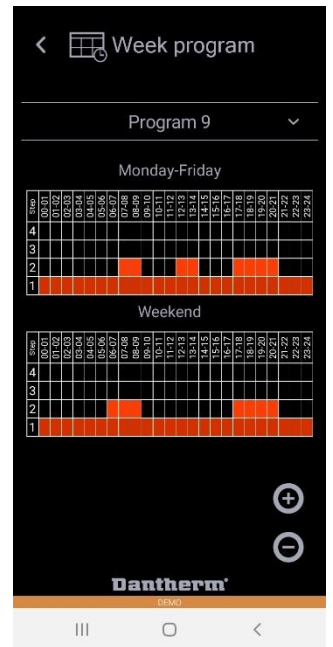 Week program
Program 9
Monday-Friday
Step 00-01 01-02 02-03 03-04 04-05 05-06 06-07 07-08 08-09 09-10 10-11 11-12 12-13 13-14 14-15 15-16 16-17 17-18 18-19 19-20 20-21 21-22 22-23 23-24
4
3
2
1
Weekend
Step 00-01 01-02 02-03 03-04 04-05 05-06 06-07 07-08 08-09 09-10 10-11 11-12 12-13 13-14 14-15 15-16 16-17 17-18 18-19 19-20 20-21 21-22 22-23 23-24
4
3
2
1
Dantherm®
DEMO